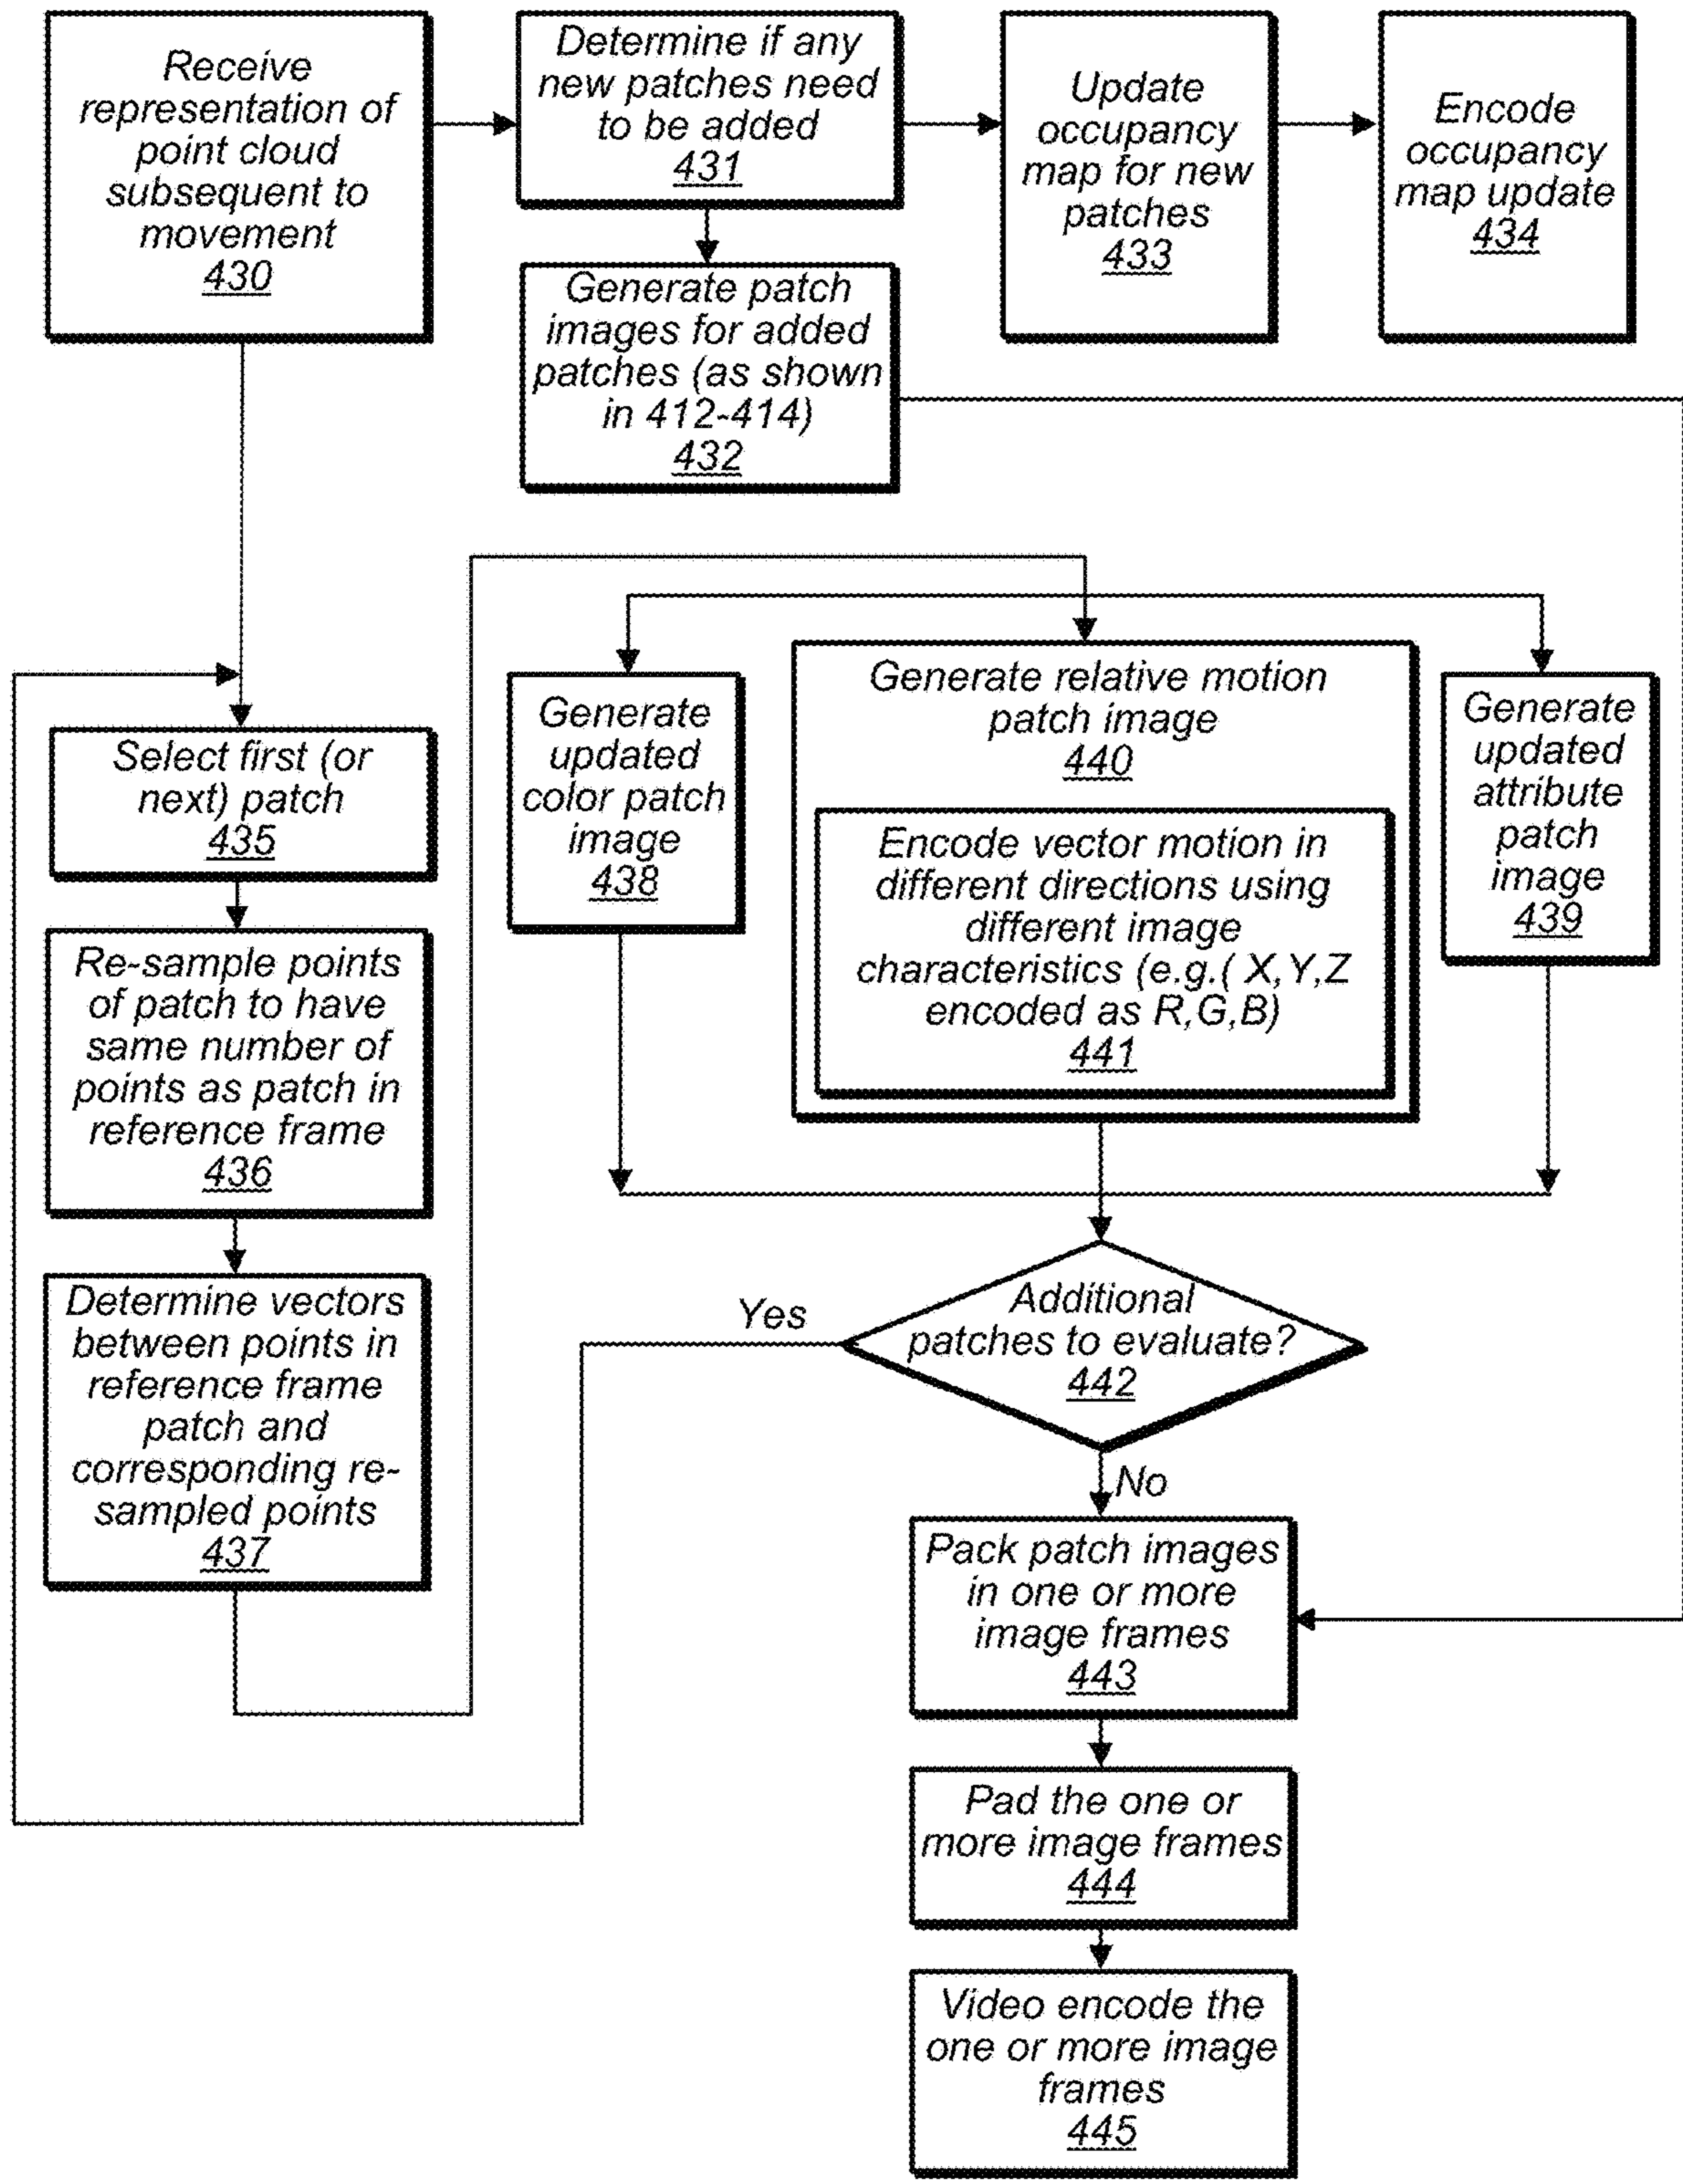 Receive
representation of
point cloud
subsequent to
movement
430
Determine if any
new patches need
to be added
431
Update
occupancy
map for new
patches
433
Encode
occupancy
map update
434
Generate patch
images for added
patches (as shown
in 412-414)
432
Select first (or
next) patch
435
Re-sample points
of patch to have
same number of
points as patch in
reference frame
436
Determine vectors
between points in
reference frame
patch and
corresponding re-
sampled points
437
Generate
updated
color patch
image
438
Generate relative motion
patch image
440
Encode vector motion in
different directions using
different image
characteristics (e.g.( X,Y,Z
encoded as R,G,B)
441
Generate
updated
attribute
patch
image
439
Additional
patches to evaluate?
442
Yes
No
Pack patch images
in one or more
image frames
443
Pad the one or
more image frames
444
Video encode the
one or more image
frames
445